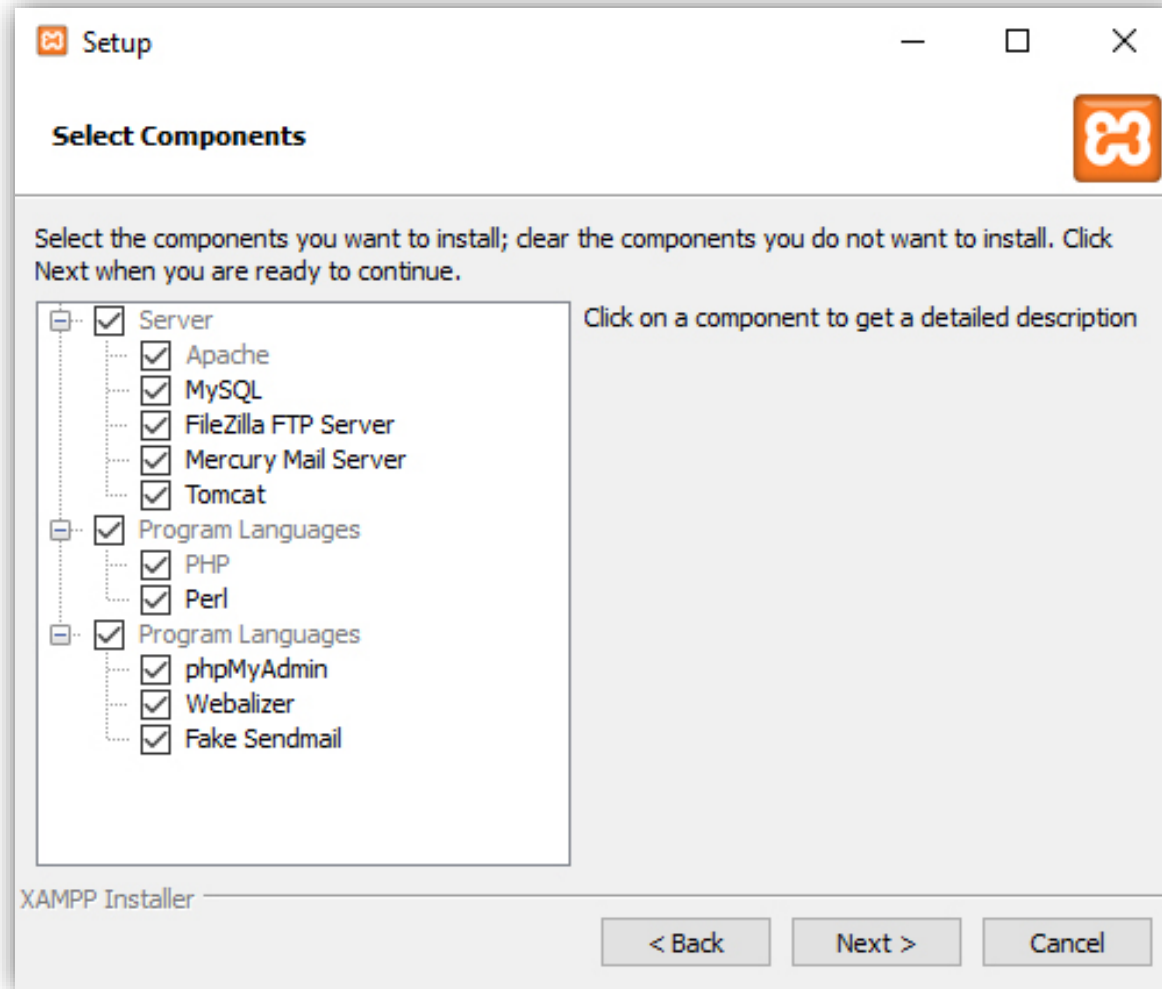 Setup
Select Components
Select the components you want to install; clear the components you do not want to install. Click
Next when you are ready to continue.
Server
Apache
MySQL
FileZilla FTP Server
Mercury Mail Server
Tomcat
Program Languages
PHP
Perl
Program Languages
phpMyAdmin
Webalizer
Fake Sendmail
Click on a component to get a detailed description
XAMPP Installer
< Back
Next >
Cancel